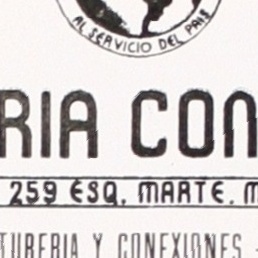 AL SERVICIO DEL PAIS
RIA CON
259 ESQ. MARTE. M
TUBERIA Y CONEXIONES -